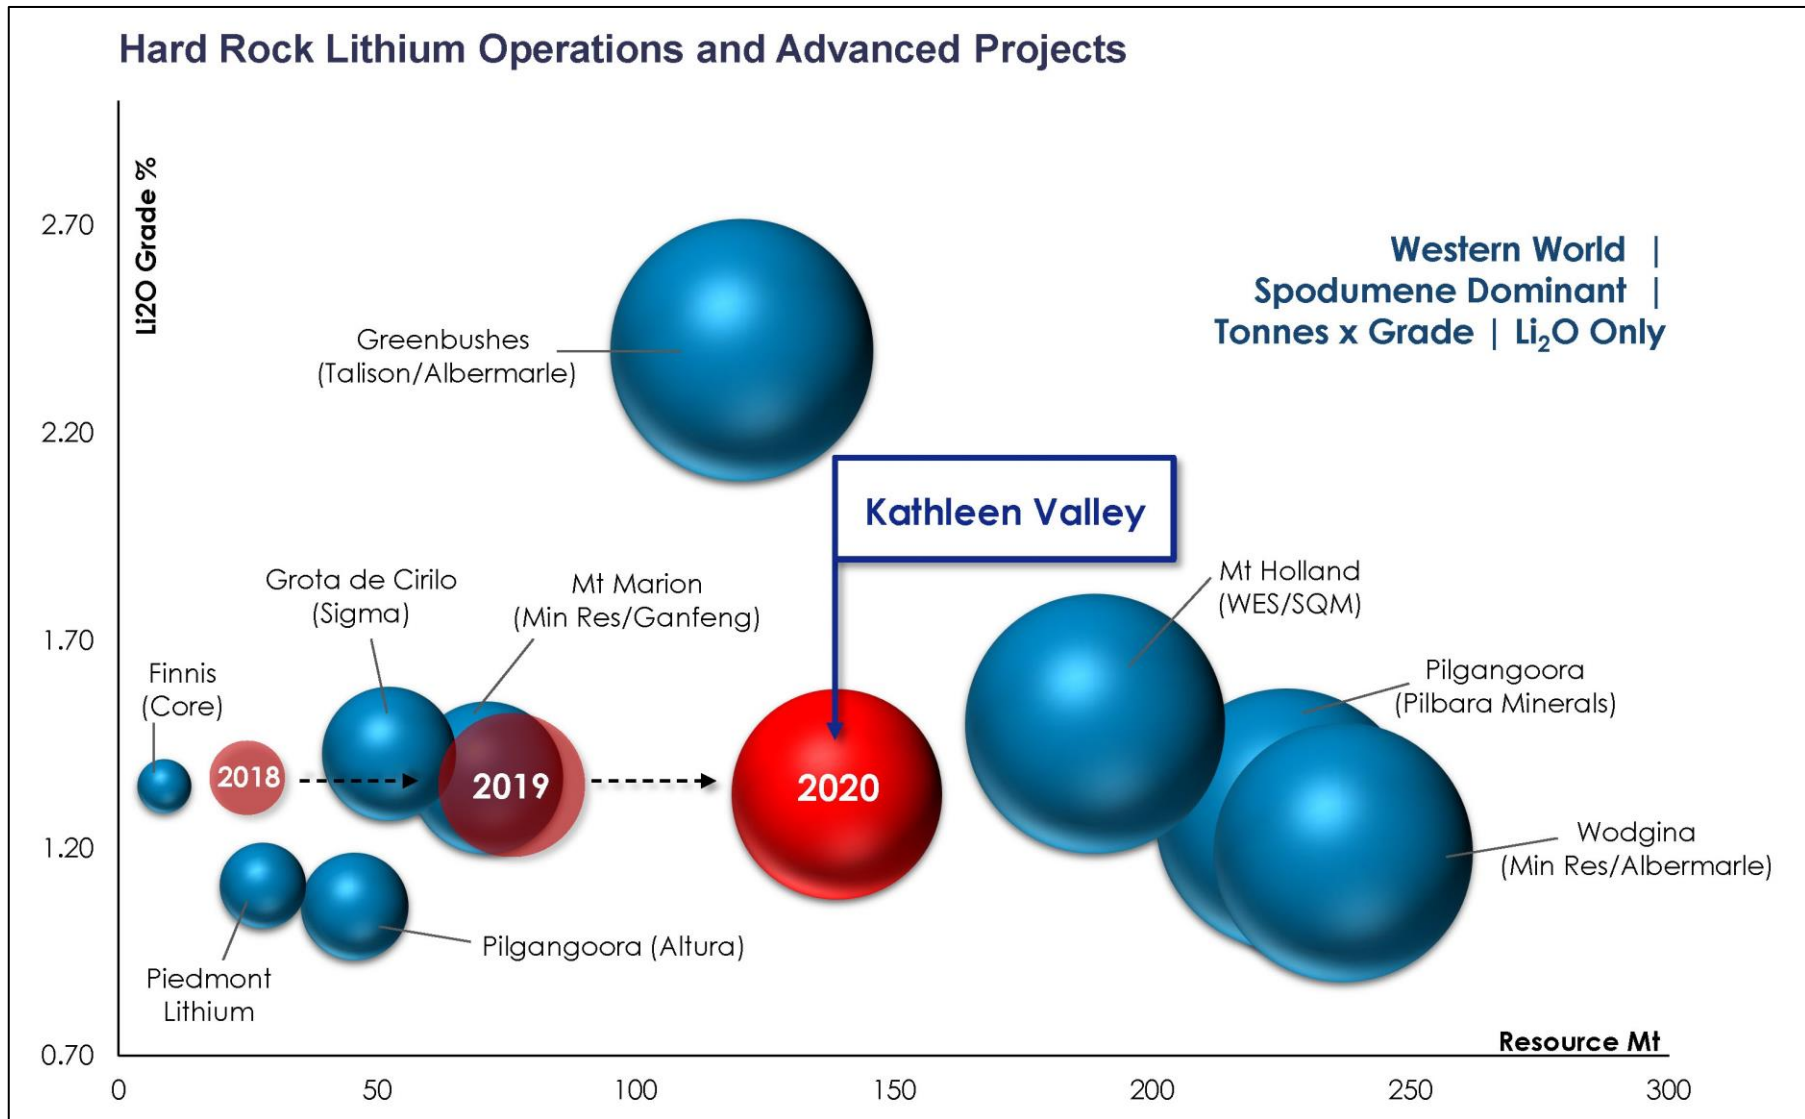 Hard Rock Lithium Operations and Advanced Projects
Li2O Grade %
2.70
2.20
1.70
1.20
0.70
Western World |
Spodumene Dominant |
Tonnes x Grade | Li₂O Only
Greenbushes
(Talison/Albermarle)
Kathleen Valley
Grota de Cirilo
(Sigma)
Mt Marion
(Min Res/Ganfeng)
Mt Holland
(WES/SQM)
Finnis
(Core)
Pilgangoora
(Pilbara Minerals)
2018
2019
2020
Wodgina
(Min Res/Albermarle)
Pilgangoora (Altura)
Piedmont
Lithium
Resource Mt
0
50
100
150
200
250
300